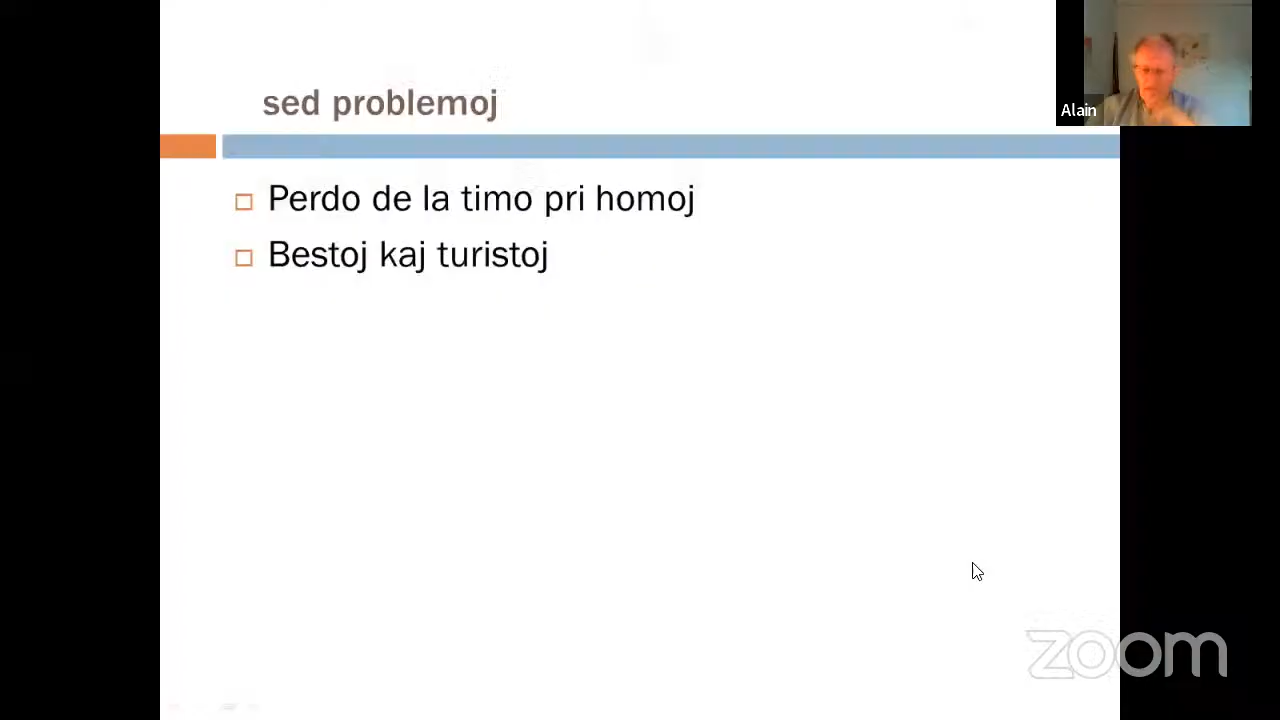 sed problemoj
Alain
Perdo de la timo pri homoj
Bestoj kaj turistoj
zoom